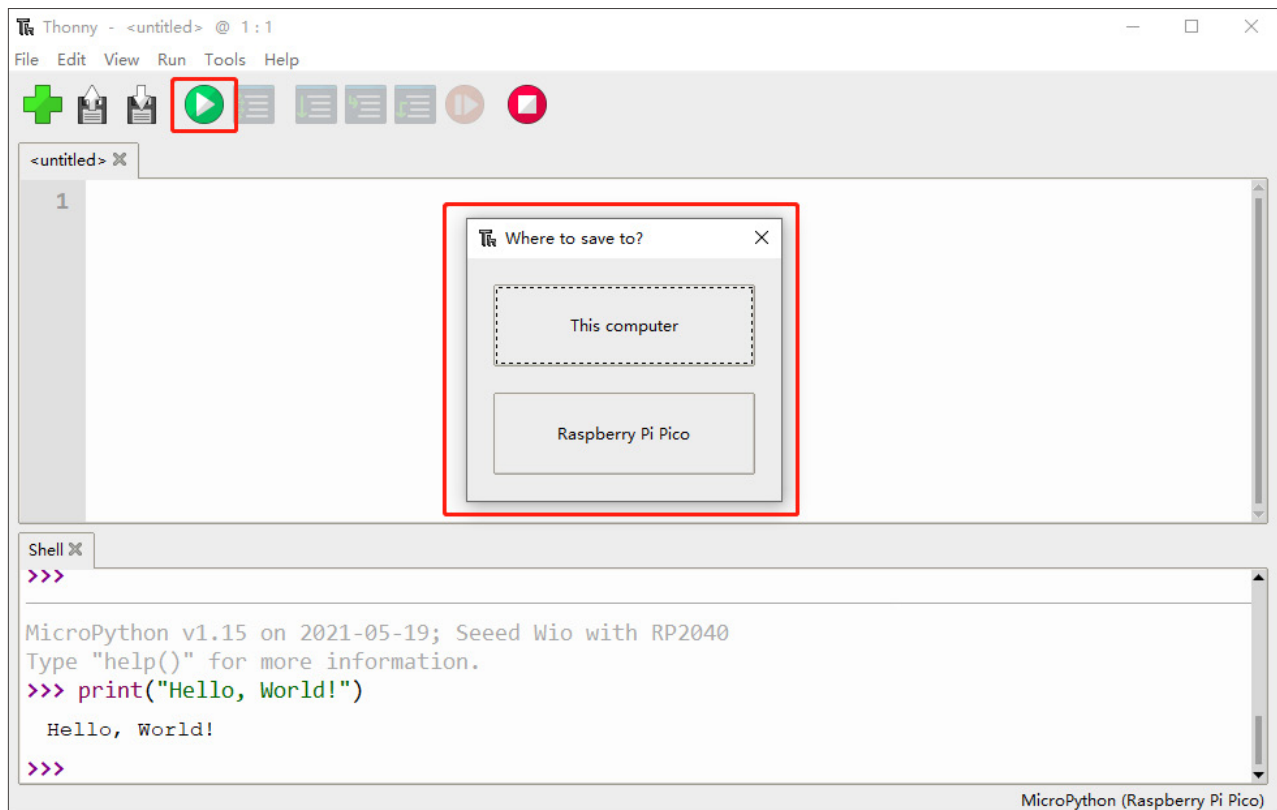 Thonny - <untitled> @ 1 : 1
File Edit View Run Tools Help
<untitled>
1
Where to save to?
This computer
Raspberry Pi Pico
Shell
>>>
MicroPython v1.15 on 2021-05-19; Seeed Wio with RP2040
Type "help()" for more information.
>>> print("Hello, World!")
Hello, World!
>>>
MicroPython (Raspberry Pi Pico)